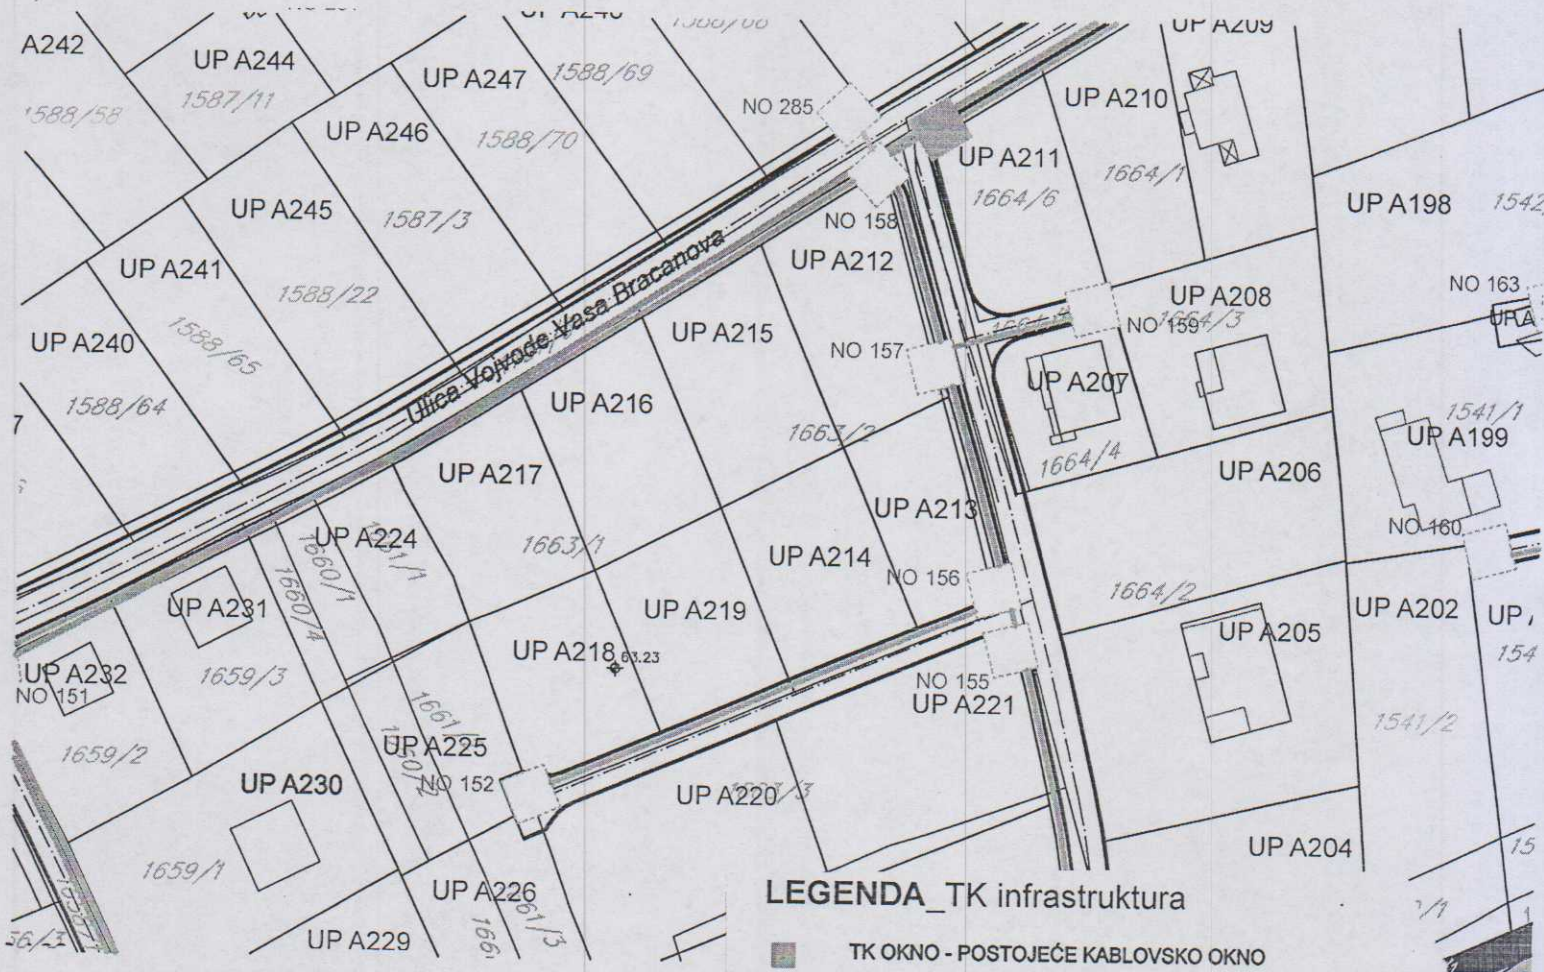 A242
UP A244
1588/58
1587/11
UP A247
1588/69
UP A246
1588/70
UP A245
1587/3
UP A241
1588/22
UP A240
1588/65
1588/64
NO 285
UP A209
UP A210
UP A211
1664/1
1664/6
NO 158
UP A212
UP A198
1542/
NO 163
UP A208
NO 159
1664/3
NO 157
UP A207
1664/4
Ulica Vojvode Vasa Bracanova
UP A215
UP A216
1663/2
1541/1
UP A199
UP A217
UP A206
UP A213
NO 160
UP A224
1660/1
1660/4
1663/1
UP A214
NO 156
1664/2
UP A231
UP A219
UP A202
UP A205
UP A218
63.23
UP A232
NO 151
1659/3
NO 155
UP A221
1541/2
1659/2
UP A225
NO 152
UP A230
UP A220
UP A204
1659/1
UP A226
UP A229
LEGENDA_TK infrastruktura
TK OKNO - POSTOJEĆE KABLOVSKO OKNO